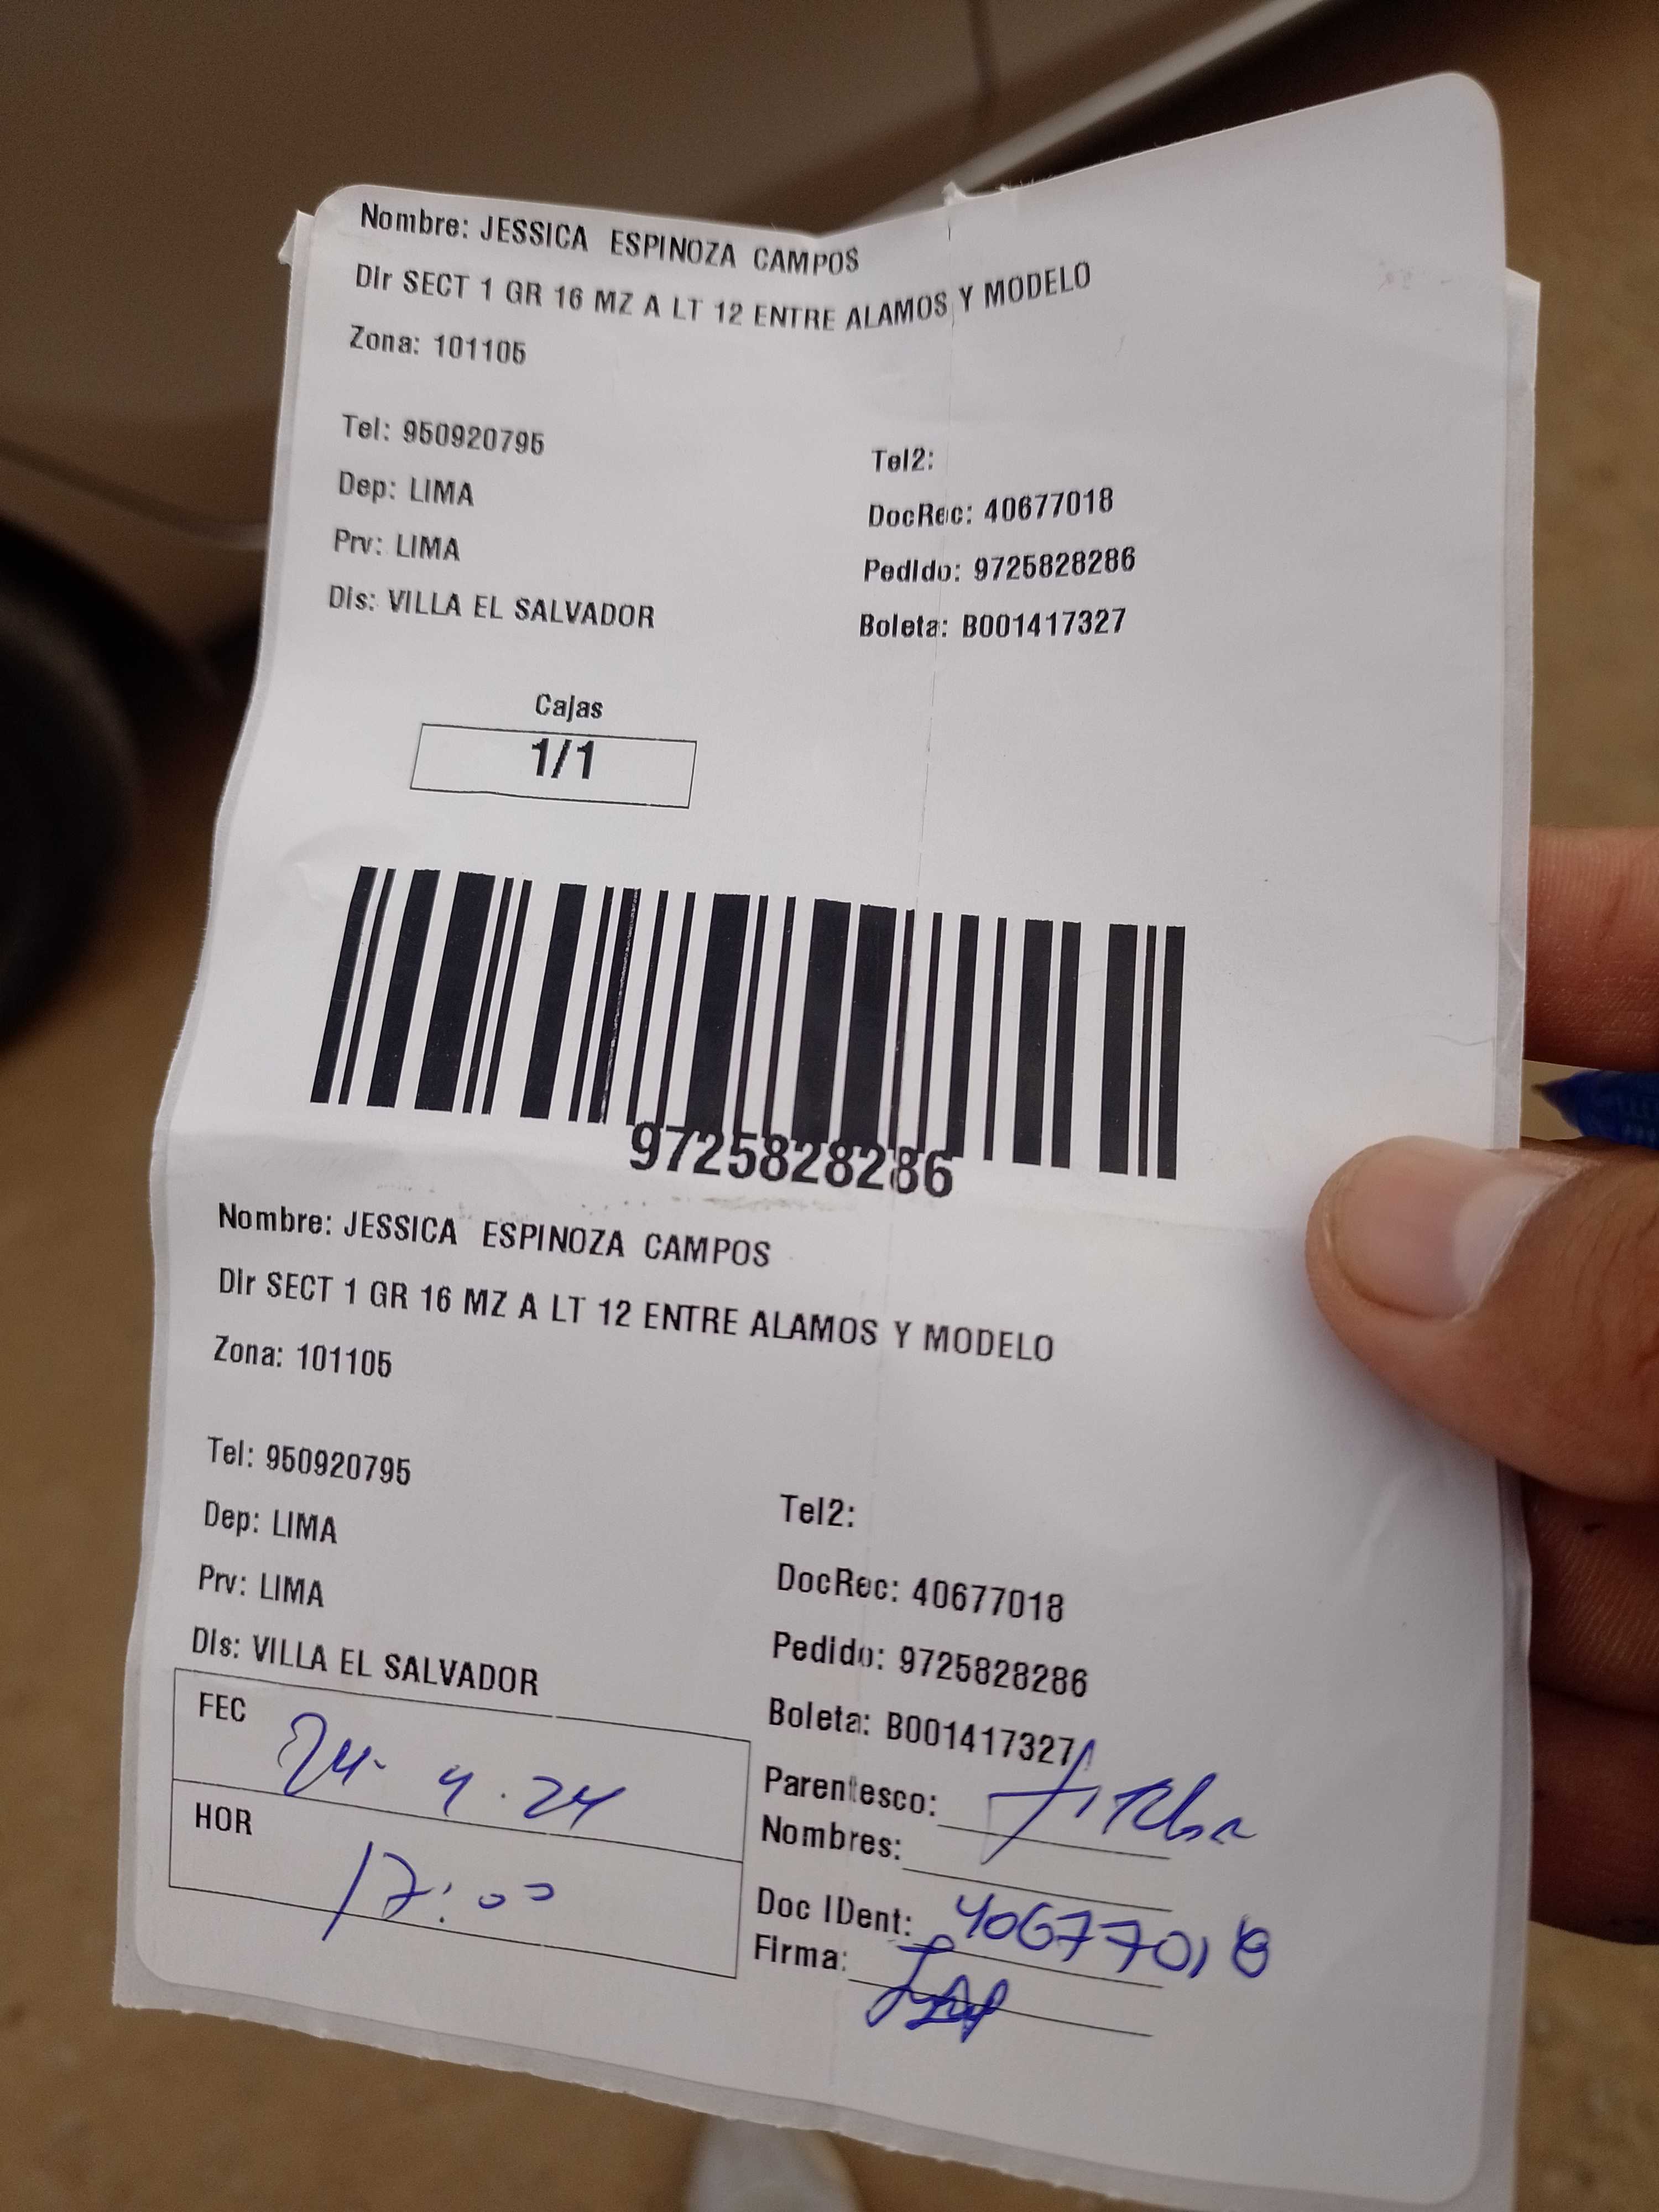 Nombre: JESSICA ESPINOZA CAMPOS
Dir SECT 1 GR 16 MZ A LT 12 ENTRE ALAMOS Y MODELO
Zona: 101105
Tel: 950920795
Tel2:
Dep: LIMA
DocRec: 40677018
Prv: LIMA
Pedido: 9725828286
Dis: VILLA EL SALVADOR
Boleta: B001417327
Cajas
1/1
9725828286
Nombre: JESSICA ESPINOZA CAMPOS
Dir SECT 1 GR 16 MZ A LT 12 ENTRE ALAMOS Y MODELO
Zona: 101105
Tel: 950920795
Tel2:
Dep: LIMA
DocRec: 40677018
Prv: LIMA
Pedido: 9725828286
Dis: VILLA EL SALVADOR
Boleta: B001417327
FEC 24. 4. 24
Parentesco:
Nombres:
HOR 17:00
Doc IDent: 40677018
Firma: